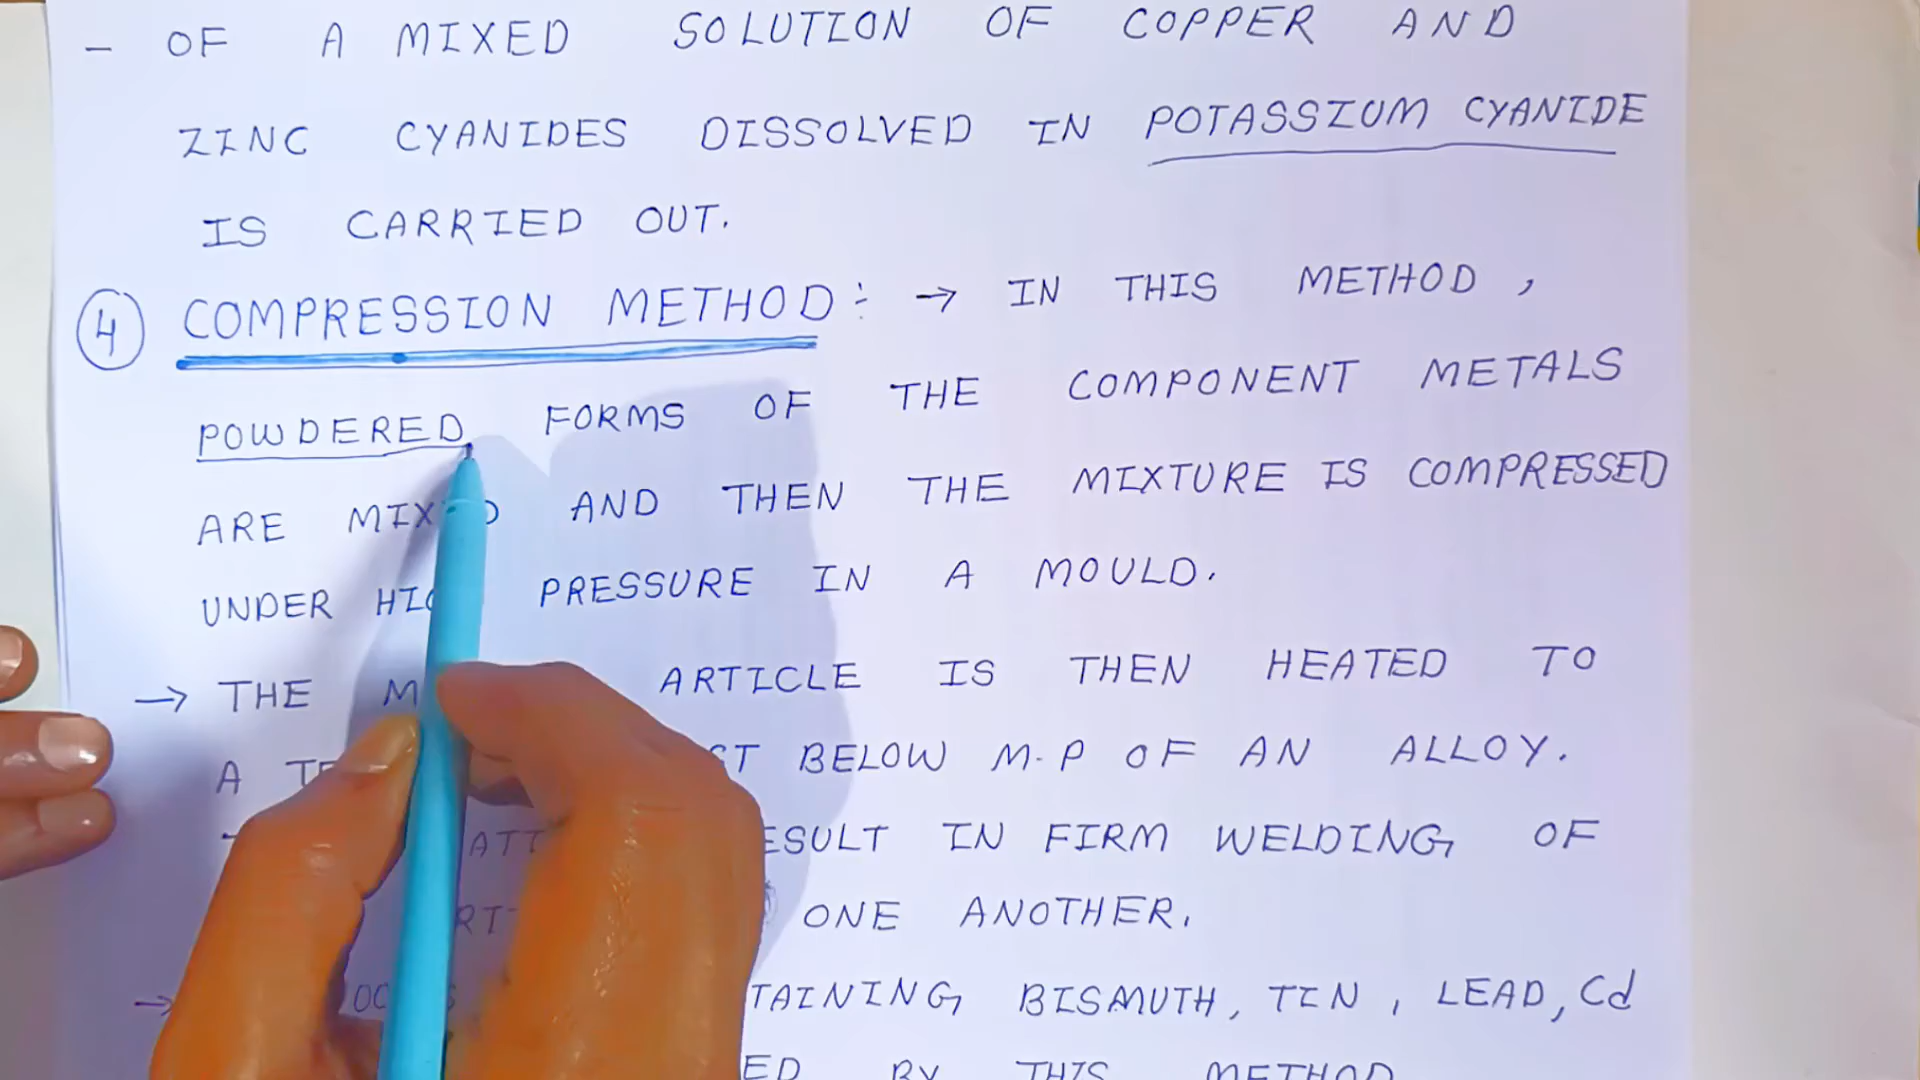 - OF A MIXED SOLUTION OF COPPER AND
ZINC CYANIDES DISSOLVED IN POTASSIUM CYANIDE
IS CARRIED OUT.
4 COMPRESSION METHOD :- → IN THIS METHOD,
POWDERED FORMS OF THE COMPONENT METALS
ARE MIXED AND THEN THE MIXTURE IS COMPRESSED
UNDER PRESSURE IN A MOULD.
→ THE ARTICLE IS THEN HEATED TO
A BELOW M.P OF AN ALLOY.
IN FIRM WELDING OF
ONE ANOTHER.
→ BISMUTH, TIN, LEAD, Cd
BY THIS METHOD